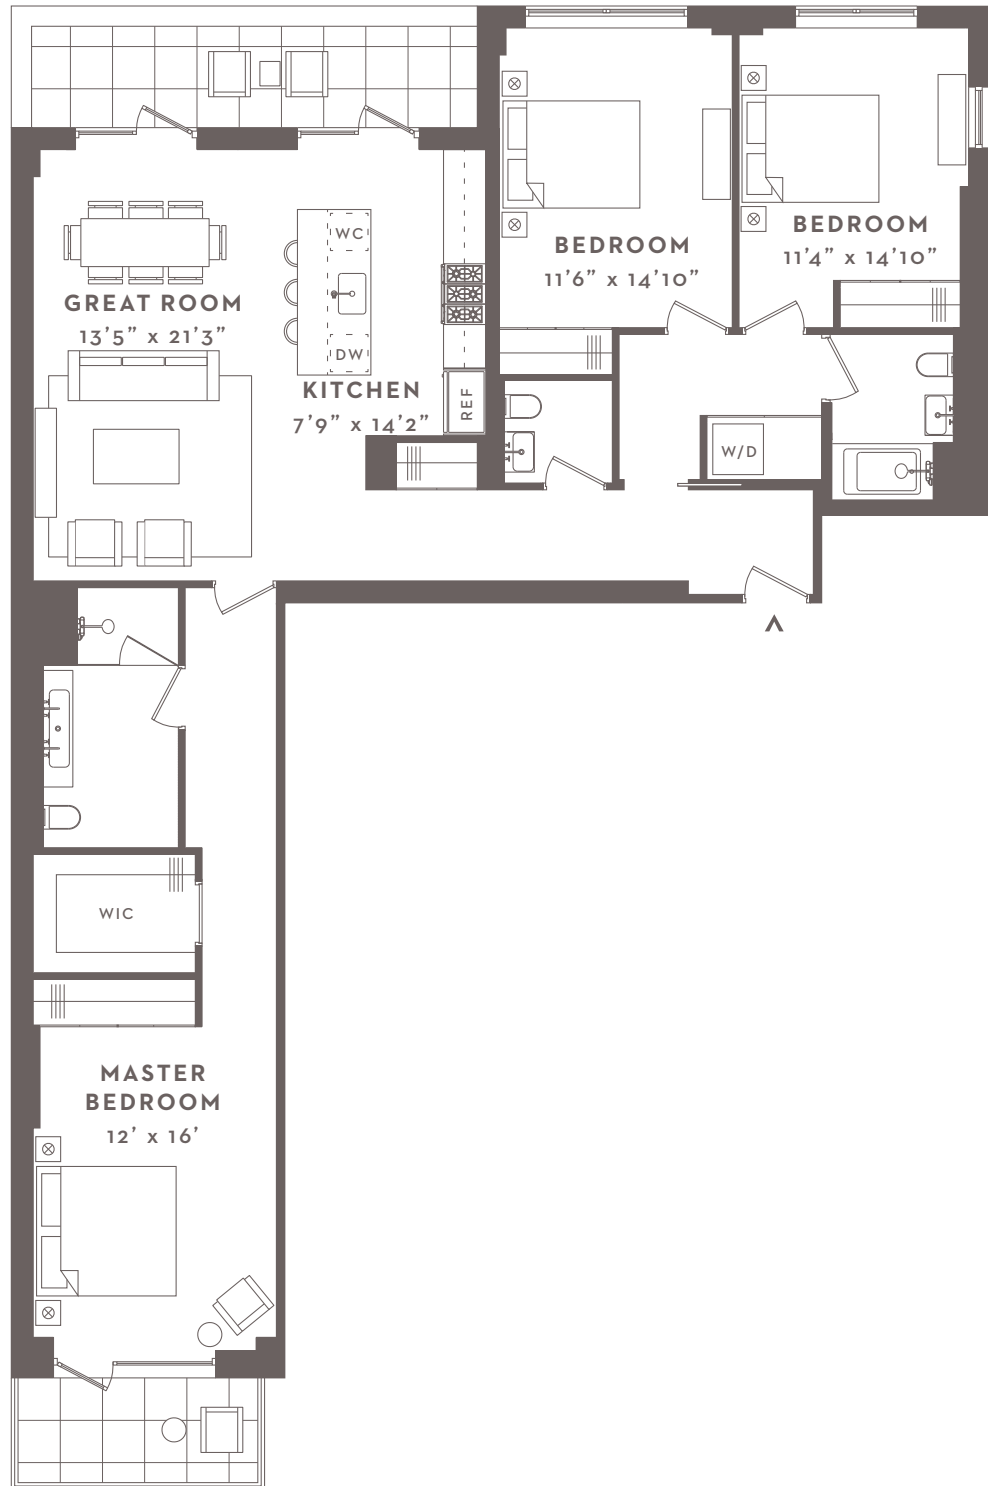 BEDROOM
11'4” x 14'10”
BEDROOM
11'6” x 14'10”
WC
GREAT ROOM
13'5” x 21'3”
DW
KITCHEN
7'9” x 14'2”
REF
W/D
WIC
MASTER
BEDROOM
12' x 16'